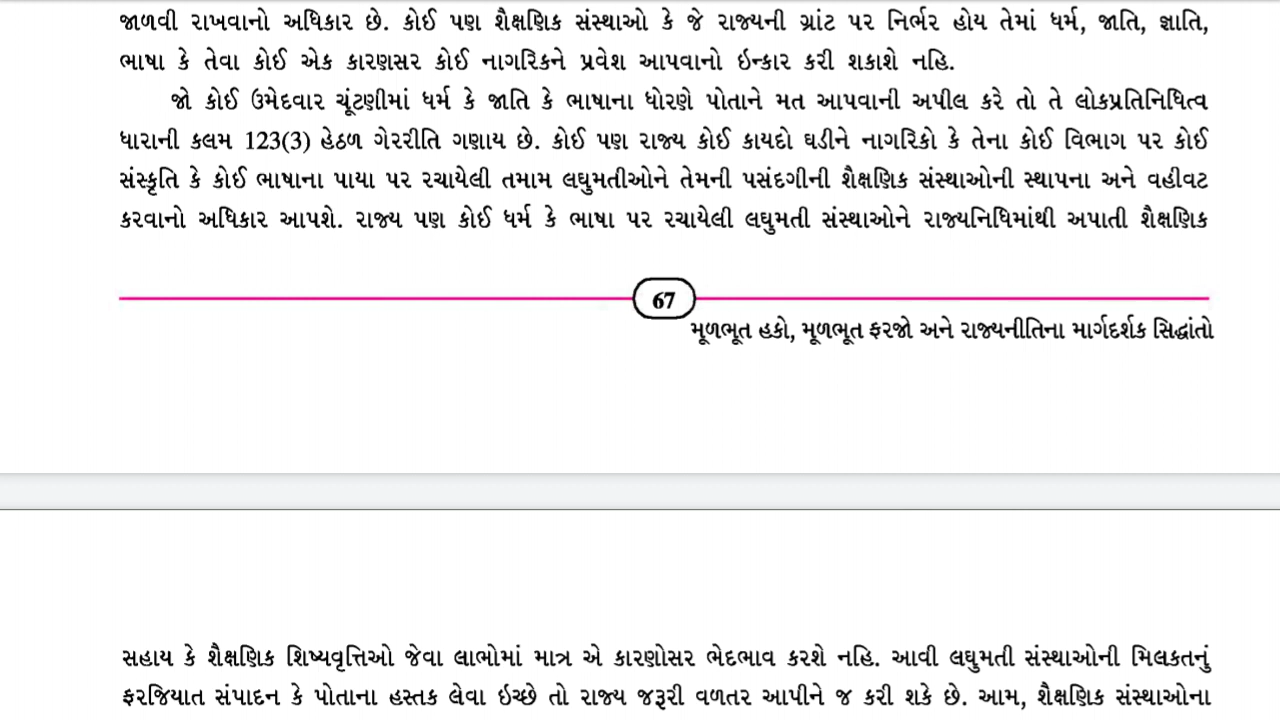 જાળવી રાખવાનો અધિકાર છે. કોઈ પણ શૈક્ષણિક સંસ્થાઓ કે જે રાજ્યની ગ્રાંટ પર નિર્ભર હોય તેમાં ધર્મ, જાતિ, જ્ઞાતિ,
ભાષા કે તેવા કોઈ એક કારણસર કોઈ નાગરિકને પ્રવેશ આપવાનો ઇન્કાર કરી શકાશે નહિ.
જો કોઈ ઉમેદવાર ચૂંટણીમાં ધર્મ કે જાતિ કે ભાષાના ધોરણે પોતાને મત આપવાની અપીલ કરે તો તે લોકપ્રતિનિધિત્વ
ધારાની કલમ 123(3) હેઠળ ગેરરીતિ ગણાય છે. કોઈ પણ રાજ્ય કોઈ કાયદો ઘડીને નાગરિકો કે તેના કોઈ વિભાગ પર કોઈ
સંસ્કૃતિ કે કોઈ ભાષાના પાયા પર રચાયેલી તમામ લઘુમતીઓને તેમની પસંદગીની શૈક્ષણિક સંસ્થાઓની સ્થાપના અને વહીવટ
કરવાનો અધિકાર આપશે. રાજ્ય પણ કોઈ ધર્મ કે ભાષા પર રચાયેલી લઘુમતી સંસ્થાઓને રાજ્યનિધિમાંથી અપાતી શૈક્ષણિક
67
મૂળભૂત હકો, મૂળભૂત ફરજો અને રાજ્યનીતિના માર્ગદર્શક સિદ્ધાંતો
સહાય કે શૈક્ષણિક શિષ્યવૃત્તિઓ જેવા લાભોમાં માત્ર એ કારણોસર ભેદભાવ કરશે નહિ. આવી લઘુમતી સંસ્થાઓની મિલકતનું
ફરજિયાત સંપાદન કે પોતાના હસ્તક લેવા ઇચ્છે તો રાજ્ય જરૂરી વળતર આપીને જ કરી શકે છે. આમ, શૈક્ષણિક સંસ્થાઓના